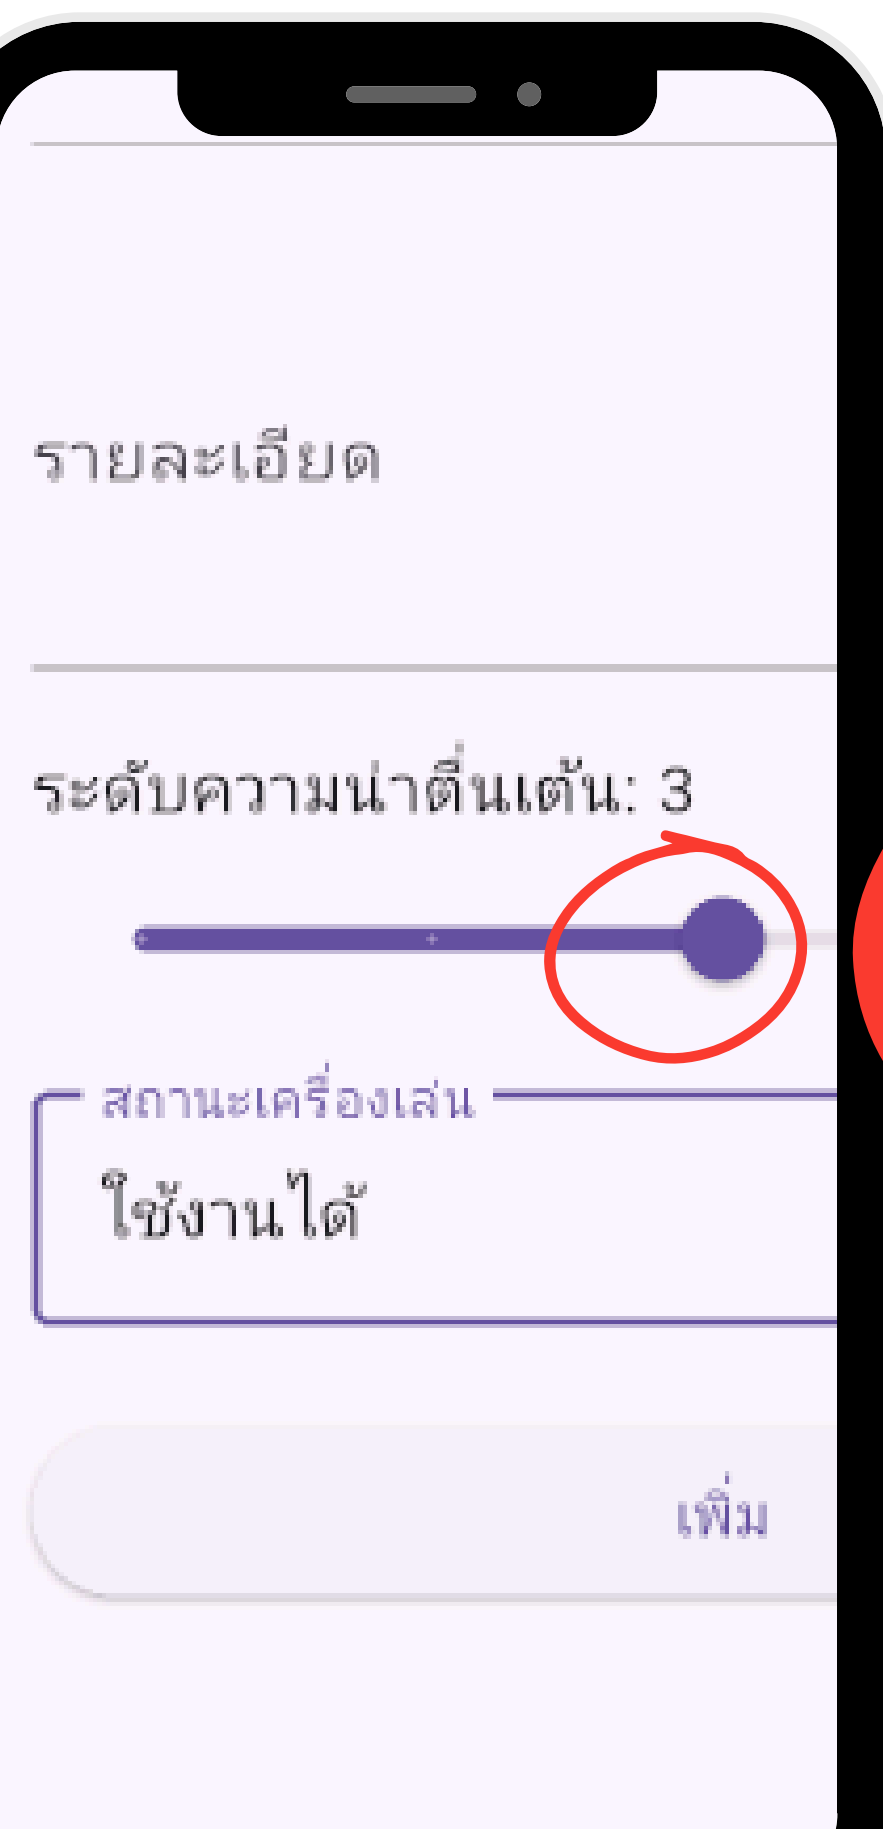 รายละเอียด
ระดับความน่าตื่นเต้น: 3
สถานะเครื่องเล่น
ใช้งานได้
เพิ่ม